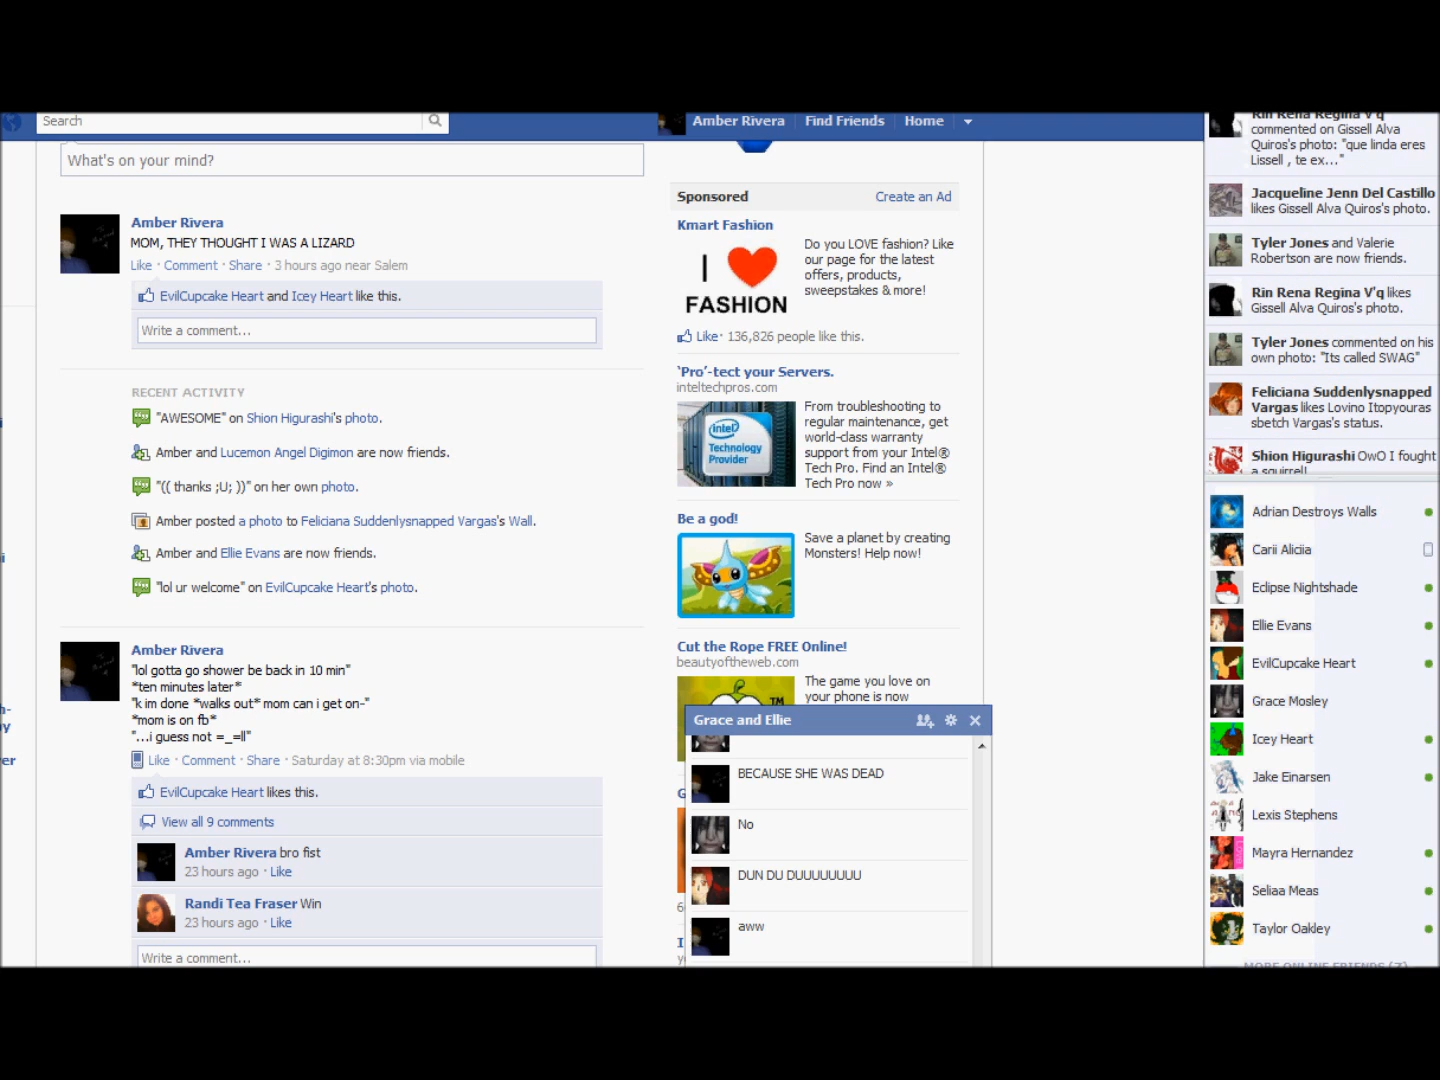 Search
Amber Rivera
Find Friends
Home
What's on your mind?
Amber Rivera
MOM, THEY THOUGHT I WAS A LIZARD
Like · Comment · Share · 3 hours ago near Salem
EvilCupcake Heart and Icey Heart like this.
Write a comment...
RECENT ACTIVITY
"AWESOME" on Shion Higurashi's photo.
Amber and Lucemon Angel Digimon are now friends.
"(( thanks ;U; ))" on her own photo.
Amber posted a photo to Feliciana Suddenlysnapped Vargas's Wall.
Amber and Ellie Evans are now friends.
"lol ur welcome" on EvilCupcake Heart's photo.
Amber Rivera
"lol gotta go shower be back in 10 min"
*ten minutes later*
"k im done *walks out* mom can i get on-"
*mom is on fb*
"...i guess not =_=ll"
Like · Comment · Share · Saturday at 8:30pm via mobile
EvilCupcake Heart likes this.
View all 9 comments
Amber Rivera bro fist
23 hours ago · Like
Randi Tea Fraser Win
23 hours ago · Like
Write a comment...
Sponsored
Create an Ad
Kmart Fashion
I
FASHION
Do you LOVE fashion? Like
our page for the latest
offers, products,
sweepstakes & more!
Like · 136,826 people like this.
'Pro'-tect your Servers.
inteltechpros.com
intel
Technology
Provider
From troubleshooting to
regular maintenance, get
world-class warranty
support from your Intel®
Tech Pro. Find an Intel®
Tech Pro now »
Be a god!
Save a planet by creating
Monsters! Help now!
Cut the Rope FREE Online!
beautyoftheweb.com
TM
The game you love on
your phone is now
Grace and Ellie
BECAUSE SHE WAS DEAD
No
DUN DU DUUUUUUUU
aww
Rin Rena Regina V'q
commented on Gissell Alva
Quiros's photo: "que linda eres
Lissell , te ex..."
Jacqueline Jenn Del Castillo
likes Gissell Alva Quiros's photo.
Tyler Jones and Valerie
Robertson are now friends.
Rin Rena Regina V'q likes
Gissell Alva Quiros's photo.
Tyler Jones commented on his
own photo: "Its called SWAG"
Feliciana Suddenlysnapped
Vargas likes Lovino Itopyouras
sbetch Vargas's status.
Shion Higurashi OwO I fought
a squirrel!
Adrian Destroys Walls
Carii Aliciia
Eclipse Nightshade
Ellie Evans
EvilCupcake Heart
Grace Mosley
Icey Heart
Jake Einarsen
Lexis Stephens
Mayra Hernandez
Seliaa Meas
Taylor Oakley
MORE ONLINE FRIENDS (7)